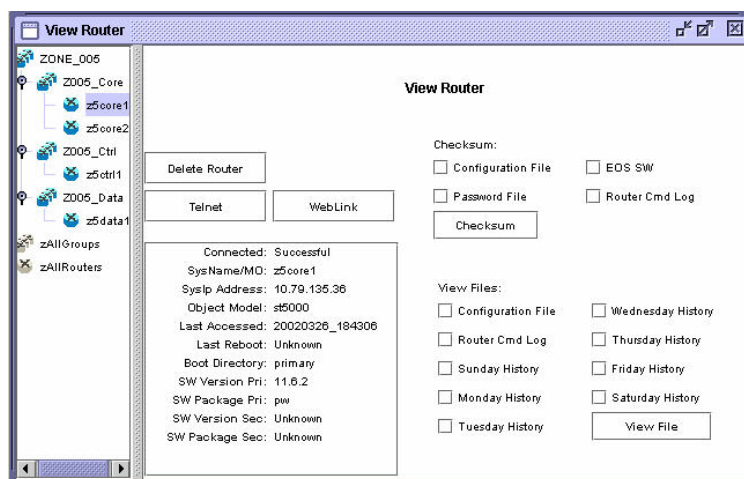 View Router
ZONE_005
Z005_Core
z5core1
z5core2
Z005_Ctrl
z5ctrl1
Z005_Data
z5data1
zAllGroups
zAllRouters
View Router
Delete Router
Telnet
WebLink
Connected: Successful
SysName/MO: z5core1
SysIp Address: 10.79.135.36
Object Model: st5000
Last Accessed: 20020326_184306
Last Reboot: Unknown
Boot Directory: primary
SW Version Pri: 11.6.2
SW Package Pri: pw
SW Version Sec: Unknown
SW Package Sec: Unknown
Checksum:
Configuration File
EOS SW
Password File
Router Cmd Log
Checksum
View Files:
Configuration File
Wednesday History
Router Cmd Log
Thursday History
Sunday History
Friday History
Monday History
Saturday History
Tuesday History
View File